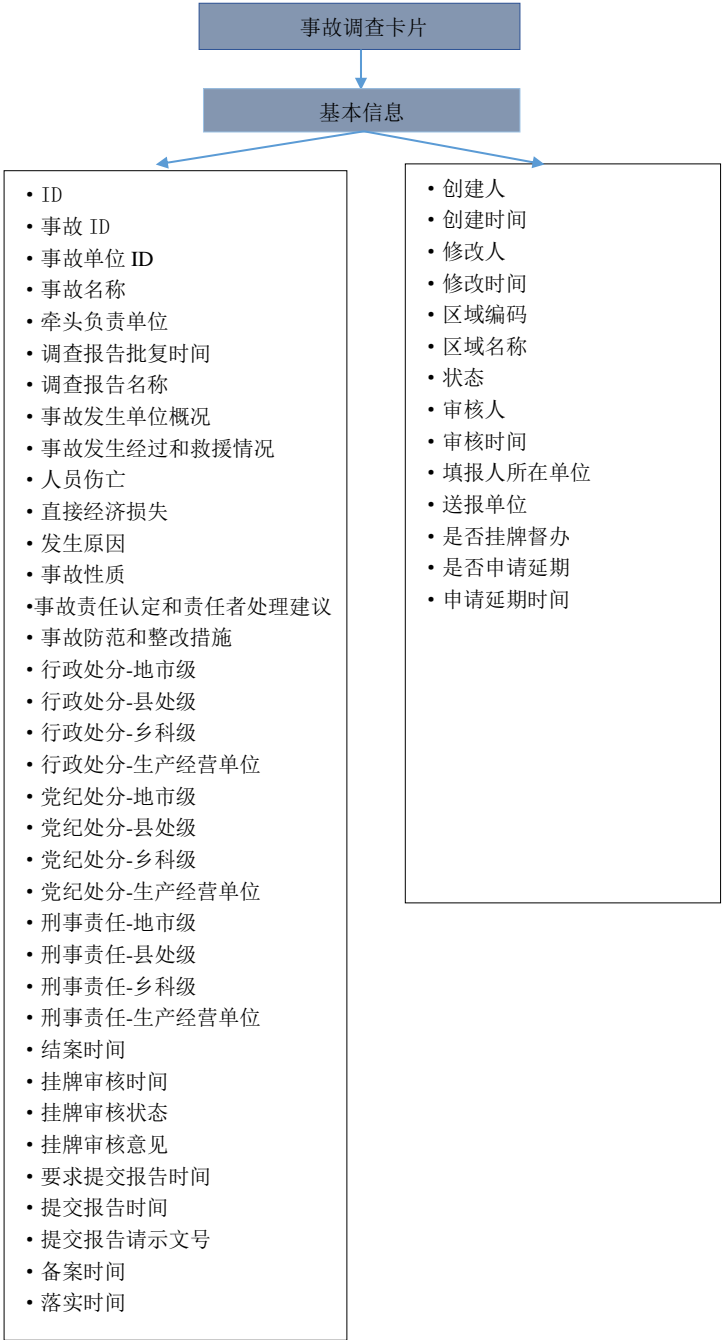 事故调查卡片
基本信息
• ID
• 事故 ID
• 事故单位 ID
• 事故名称
• 牵头负责单位
• 调查报告批复时间
• 调查报告名称
• 事故发生单位概况
• 事故发生经过和救援情况
• 人员伤亡
• 直接经济损失
• 发生原因
• 事故性质
•事故责任认定和责任者处理建议
• 事故防范和整改措施
• 行政处分-地市级
• 行政处分-县处级
• 行政处分-乡科级
• 行政处分-生产经营单位
• 党纪处分-地市级
• 党纪处分-县处级
• 党纪处分-乡科级
• 党纪处分-生产经营单位
• 刑事责任-地市级
• 刑事责任-县处级
• 刑事责任-乡科级
• 刑事责任-生产经营单位
• 结案时间
• 挂牌审核时间
• 挂牌审核状态
• 挂牌审核意见
• 要求提交报告时间
• 提交报告时间
• 提交报告请示文号
• 备案时间
• 落实时间
• 创建人
• 创建时间
• 修改人
• 修改时间
• 区域编码
• 区域名称
• 状态
• 审核人
• 审核时间
• 填报人所在单位
• 送报单位
• 是否挂牌督办
• 是否申请延期
• 申请延期时间